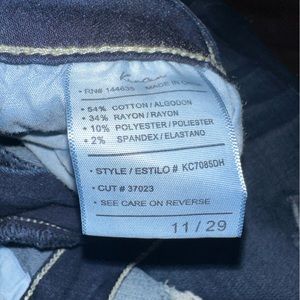 • RN# 144635 MADE IN CHINA
• 54% COTTON / ALGODON
• 34% RAYON / RAYON
• 10% POLYESTER / POLIESTER
• 2% SPANDEX / ELASTANO
• STYLE / ESTILO # KC7085DH
• CUT # 37023
• SEE CARE ON REVERSE
11 / 29